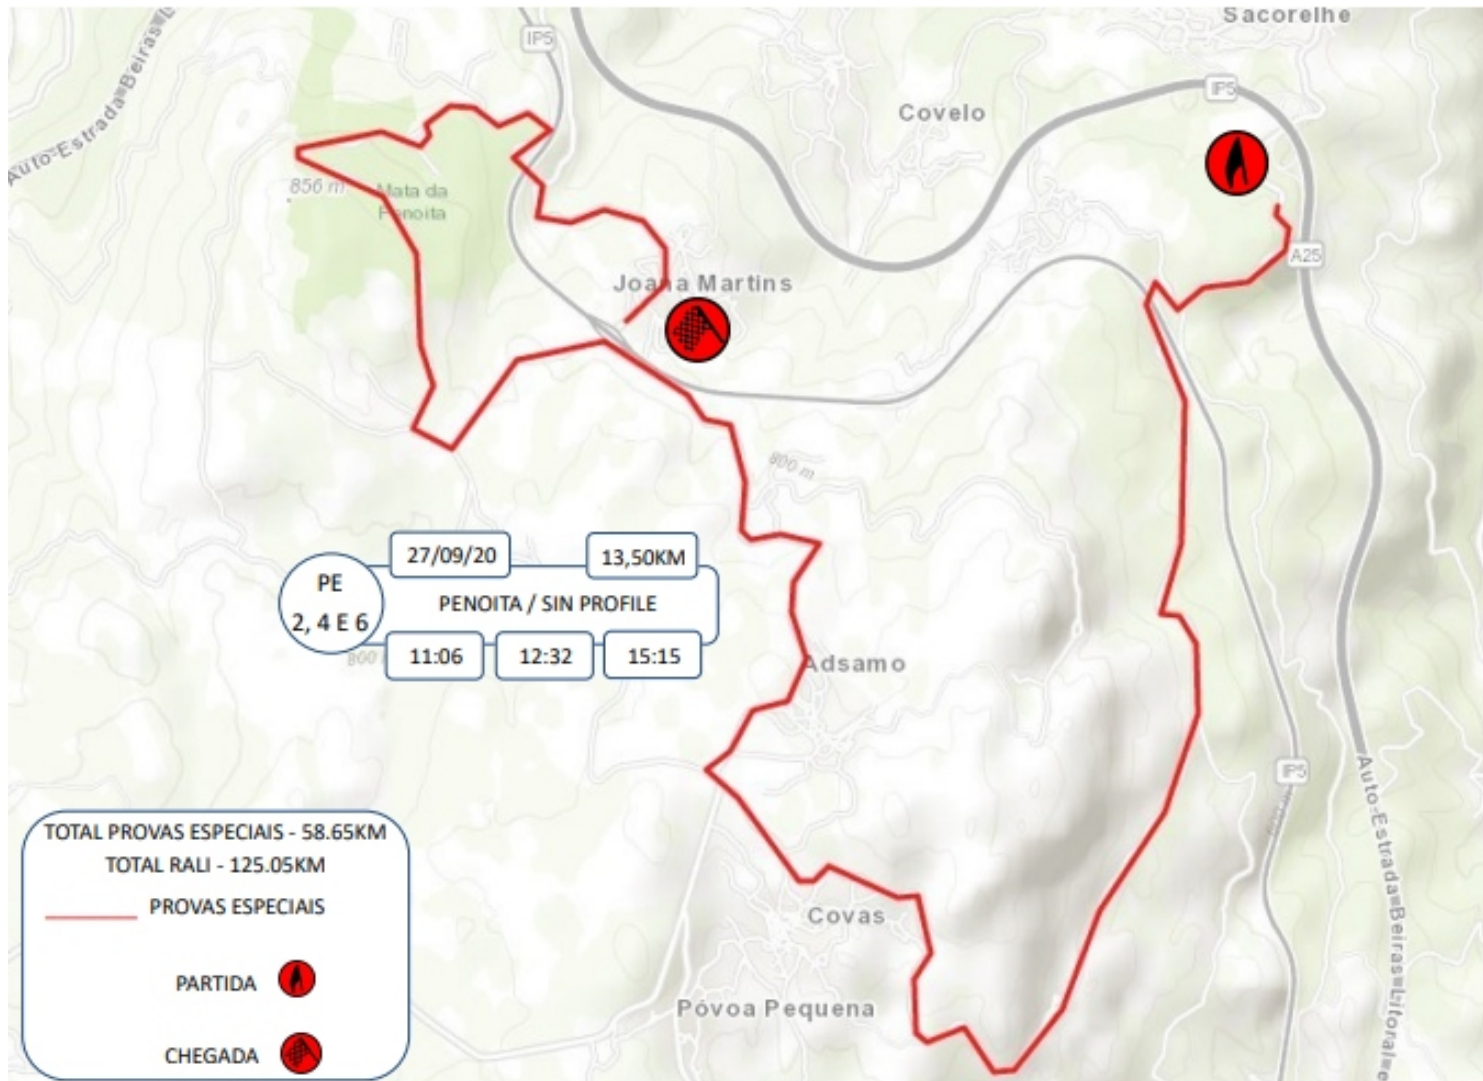 Sacorelhe
IP5
Auto-Estrada Beiras L
IP5
Covelo
856 m
Mata da
Penoita
A25
Joana Martins
800 m
27/09/20
13,50KM
PE
2, 4 E 6
PENOITA / SIN PROFILE
11:06
12:32
15:15
800
Adsamo
IP5
600 m
Auto-Estrada Beiras Litoral e
TOTAL PROVAS ESPECIAIS - 58.65KM
TOTAL RALI - 125.05KM
PROVAS ESPECIAIS
PARTIDA
CHEGADA
Covas
Póvoa Pequena